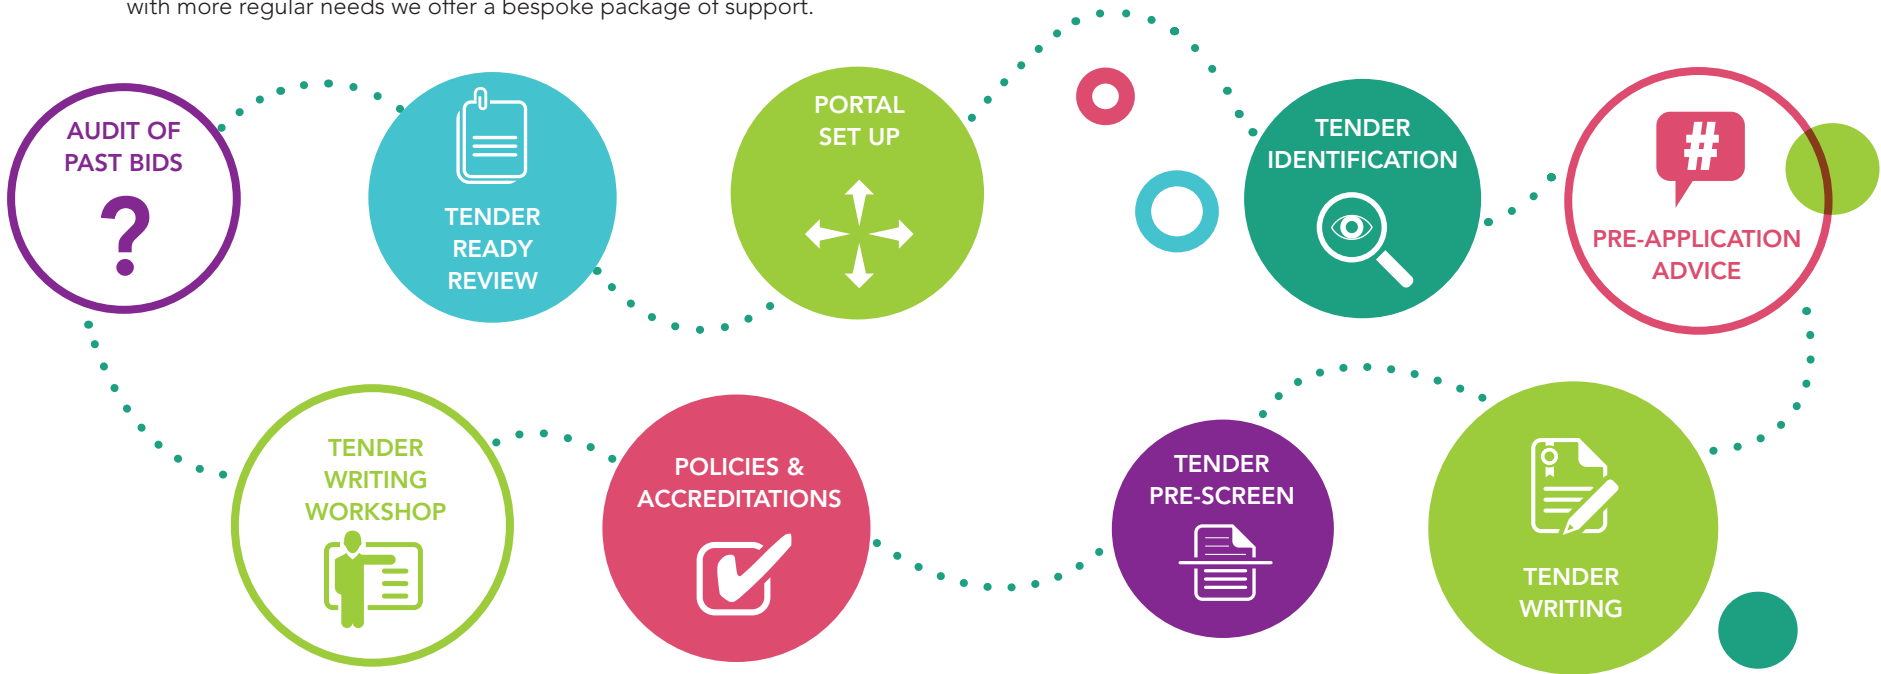 with more regular needs we offer a bespoke package of support.
AUDIT OF
PAST BIDS
?
TENDER
READY
REVIEW
PORTAL
SET UP
TENDER
IDENTIFICATION
#
PRE-APPLICATION
ADVICE
TENDER
WRITING
WORKSHOP
POLICIES &
ACCREDITATIONS
TENDER
PRE-SCREEN
TENDER
WRITING